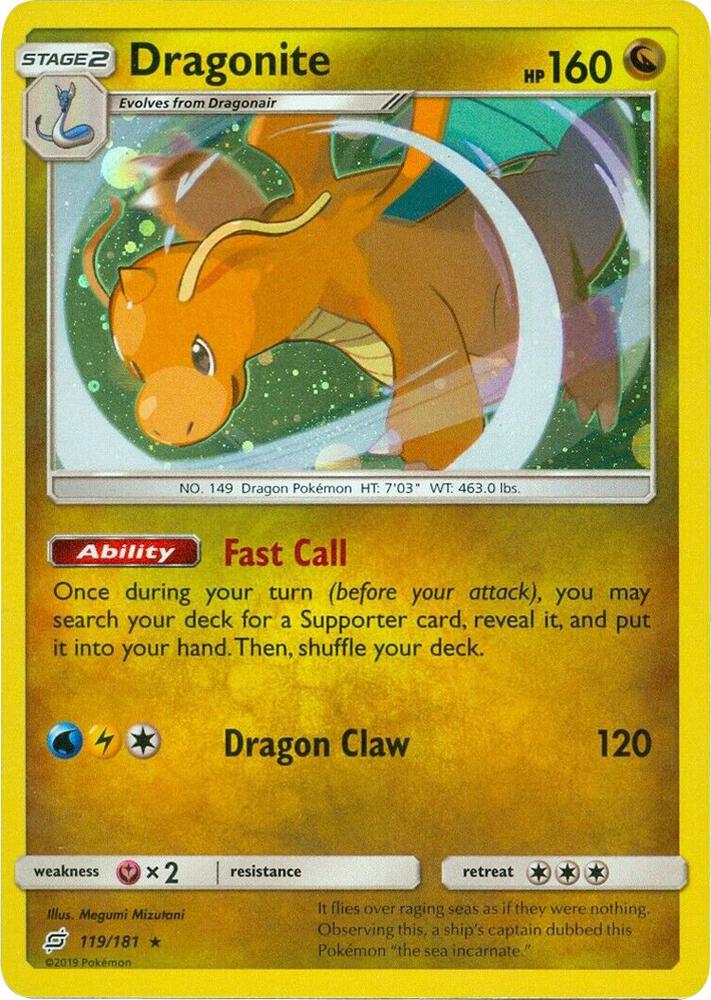 STAGE2 Dragonite HP160
Evolves from Dragonair
NO. 149 Dragon Pokémon HT: 7'03" WT: 463.0 lbs.
Ability Fast Call
Once during your turn (before your attack), you may
search your deck for a Supporter card, reveal it, and put
it into your hand. Then, shuffle your deck.
Dragon Claw 120
weakness ×2 resistance retreat
Illus. Megumi Mizutani
119/181 ★
©2019 Pokémon
It flies over raging seas as if they were nothing.
Observing this, a ship's captain dubbed this
Pokémon "the sea incarnate."